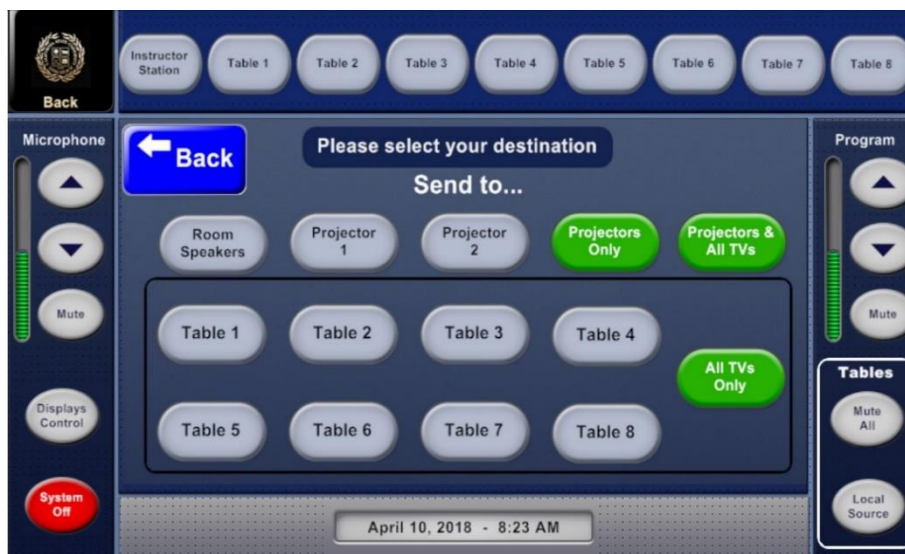 Back
Instructor
Station
Table 1
Table 2
Table 3
Table 4
Table 5
Table 6
Table 7
Table 8
Microphone
Mute
Displays
Control
System
Off
Back
Please select your destination
Send to...
Room
Speakers
Projector
1
Projector
2
Projectors
Only
Projectors &
All TVs
Table 1
Table 2
Table 3
Table 4
All TVs
Only
Table 5
Table 6
Table 7
Table 8
April 10, 2018 - 8:23 AM
Program
Mute
Tables
Mute
All
Local
Source